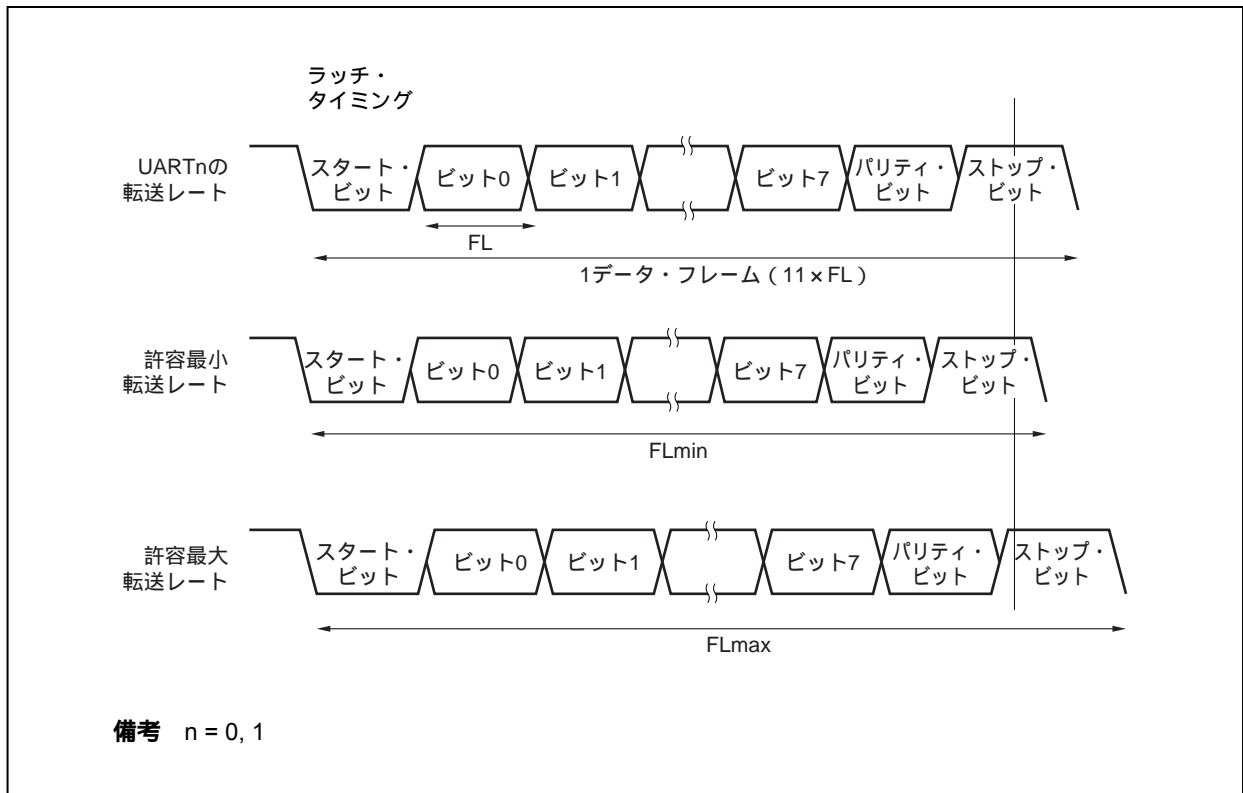 ラッチ・
タイミング
UARTnの
転送レート
スタート・
ビット
ビット0
ビット1
ビット7
パリティ・
ビット
ストップ・
ビット
FL
1データ・フレーム（11×FL）
許容最小
転送レート
スタート・
ビット
ビット0
ビット1
ビット7
パリティ・
ビット
ストップ・
ビット
FLmin
許容最大
転送レート
スタート・
ビット
ビット0
ビット1
ビット7
パリティ・
ビット
ストップ・
ビット
FLmax
備考 n = 0, 1